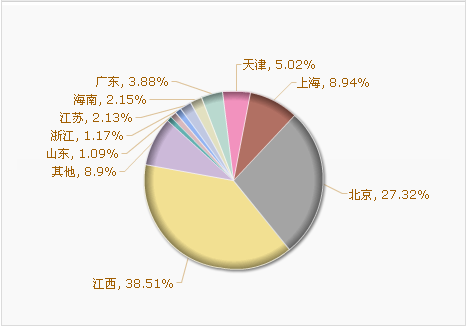 天津, 5.02%
上海, 8.94%
广东, 3.88%
海南, 2.15%
江苏, 2.13%
浙江, 1.17%
山东, 1.09%
其他, 8.9%
北京, 27.32%
江西, 38.51%